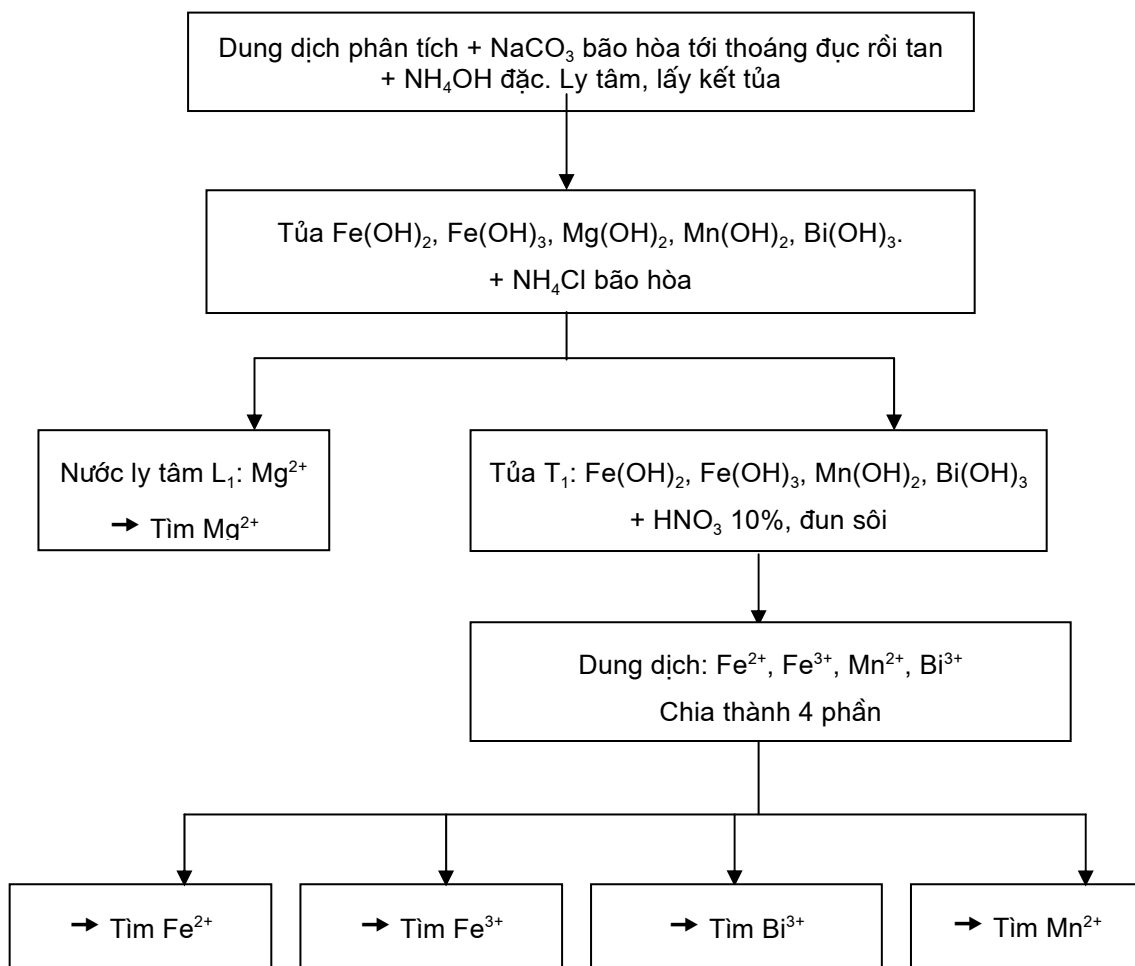 Dung dịch phân tích + NaCO₃ bão hòa tới thoáng đục rồi tan
+ NH₄OH đặc. Ly tâm, lấy kết tủa
Tủa Fe(OH)₂, Fe(OH)₃, Mg(OH)₂, Mn(OH)₂, Bi(OH)₃.
+ NH₄Cl bão hòa
Nước ly tâm L₁: Mg²⁺
→ Tìm Mg²⁺
Tủa T₁: Fe(OH)₂, Fe(OH)₃, Mn(OH)₂, Bi(OH)₃
+ HNO₃ 10%, đun sôi
Dung dịch: Fe²⁺, Fe³⁺, Mn²⁺, Bi³⁺
Chia thành 4 phần
→ Tìm Fe²⁺
→ Tìm Fe³⁺
→ Tìm Bi³⁺
→ Tìm Mn²⁺